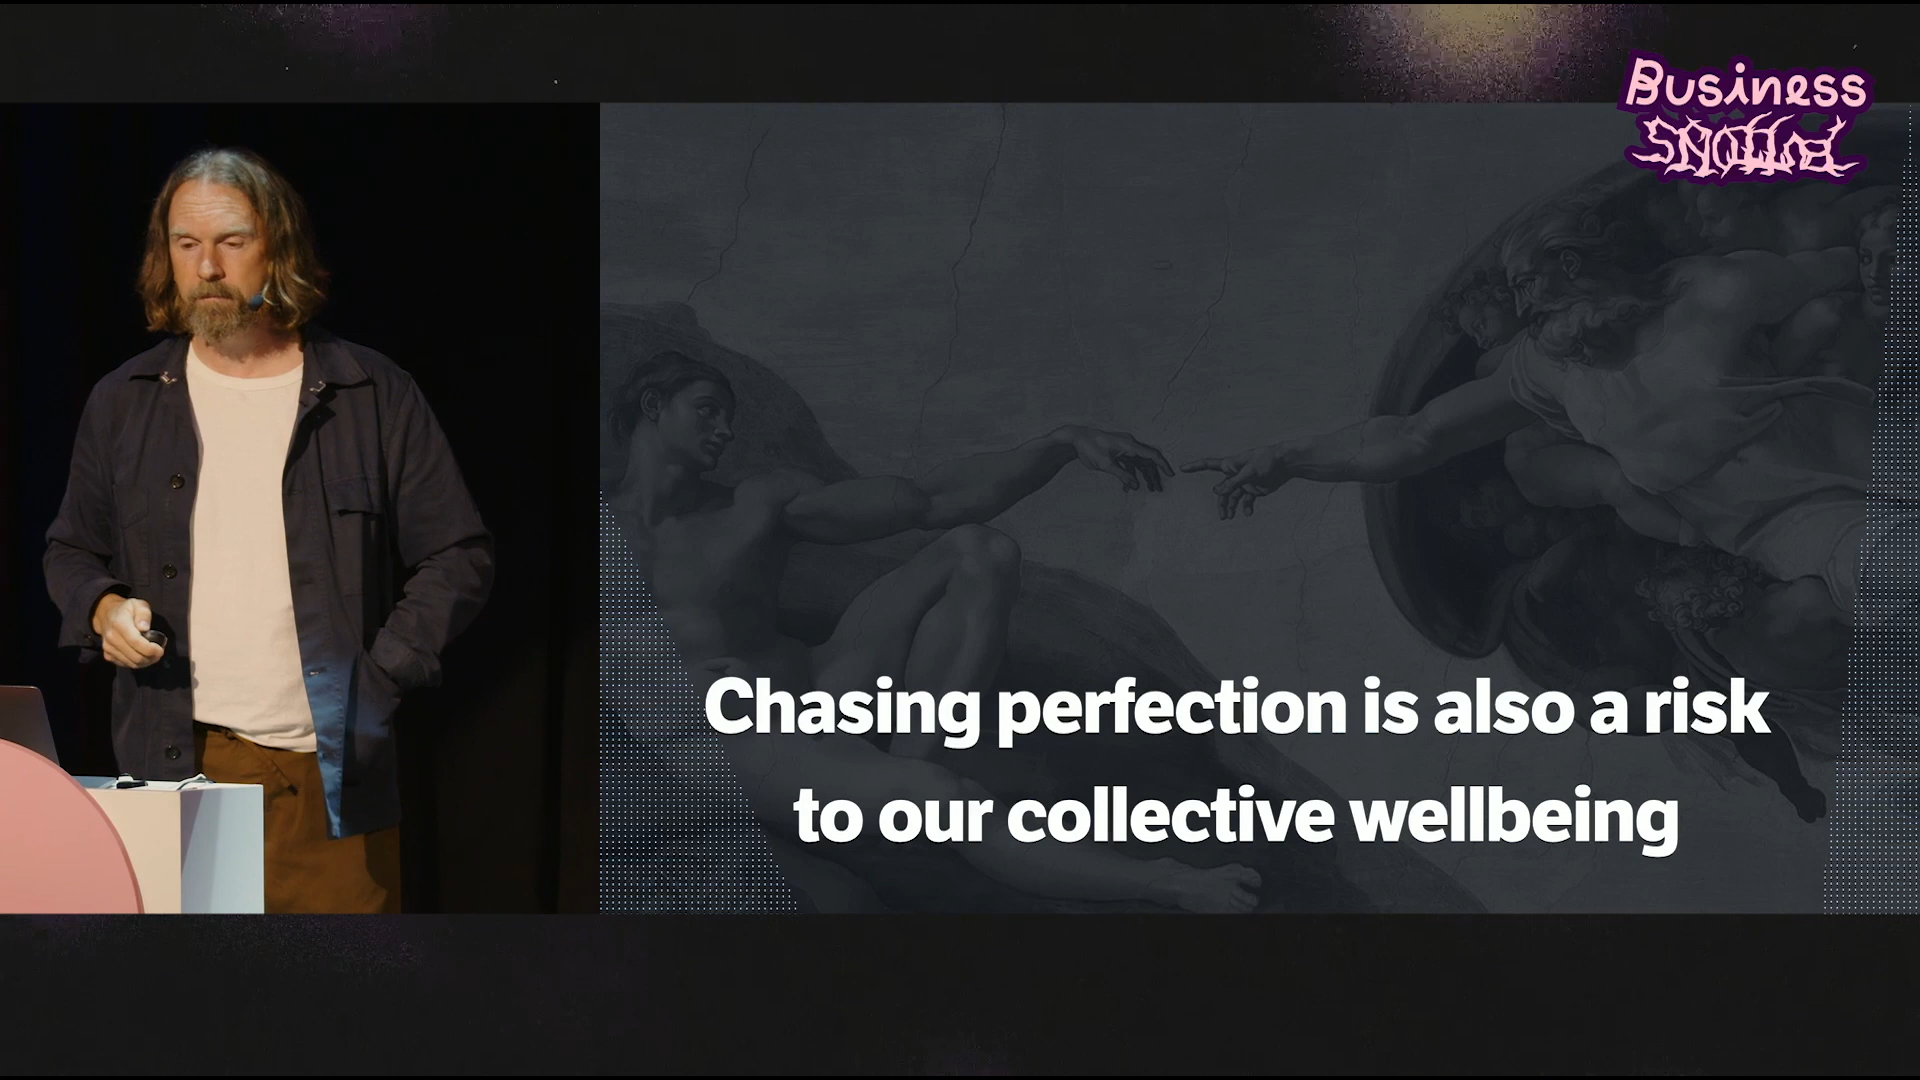 Business
Chasing perfection is also a risk
to our collective wellbeing